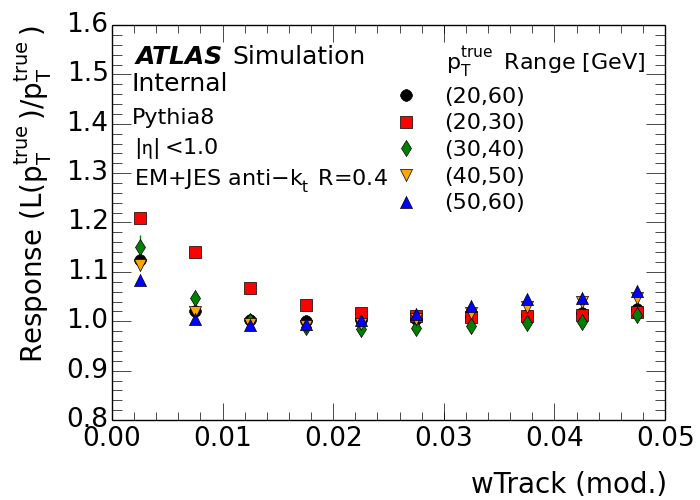 1.6
1.5
1.4
1.3
1.2
1.1
1.0
0.9
0.8
Response (L(p_T^true)/p_T^true)
ATLAS Simulation
Internal
Pythia8
|η| <1.0
EM+JES anti−k_t R=0.4
p_T^true Range [GeV]
(20,60)
(20,30)
(30,40)
(40,50)
(50,60)
0.00 0.01 0.02 0.03 0.04 0.05
wTrack (mod.)